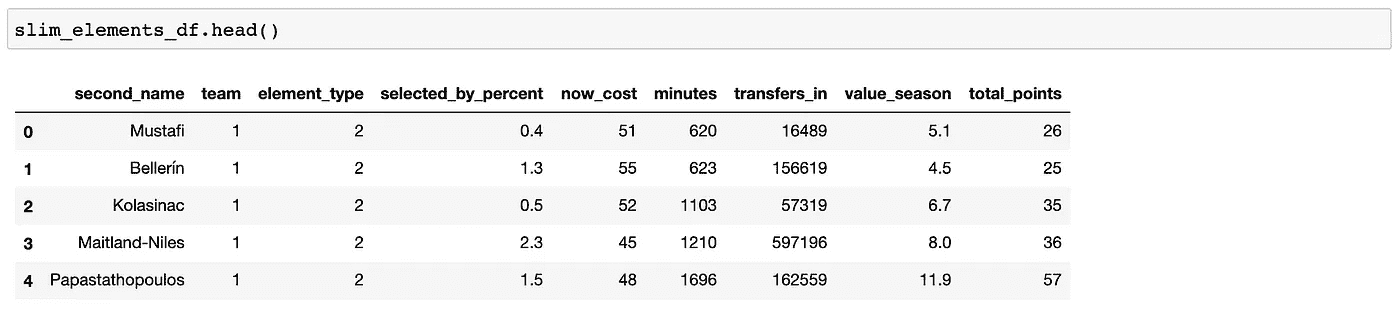 slim_elements_df.head()
second_name team element_type selected_by_percent now_cost minutes transfers_in value_season total_points
0 Mustafi 1 2 0.4 51 620 16489 5.1 26
1 Bellerín 1 2 1.3 55 623 156619 4.5 25
2 Kolasinac 1 2 0.5 52 1103 57319 6.7 35
3 Maitland-Niles 1 2 2.3 45 1210 597196 8.0 36
4 Papastathopoulos 1 2 1.5 48 1696 162559 11.9 57